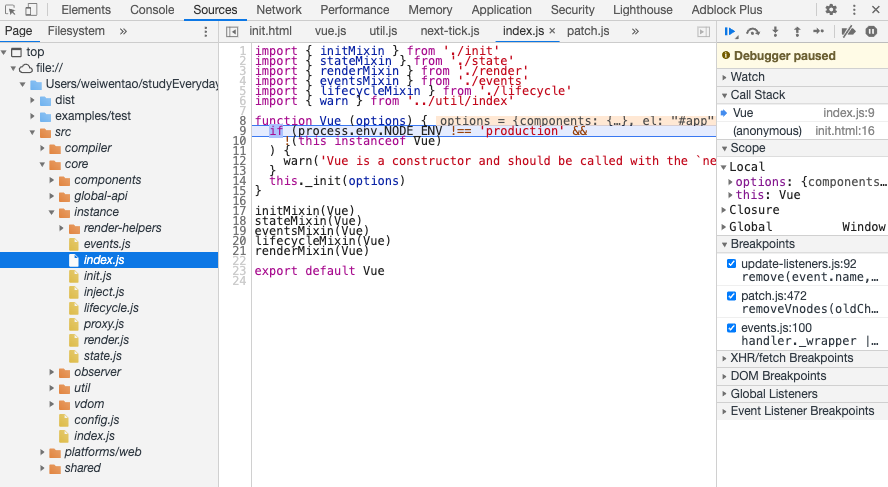 Elements Console Sources Network Performance Memory Application Security Lighthouse Adblock Plus
Page Filesystem »
init.html vue.js util.js next-tick.js index.js × patch.js »
top
file://
Users/weiwentao/studyEveryday
dist
examples/test
src
compiler
core
components
global-api
instance
render-helpers
events.js
index.js
init.js
inject.js
lifecycle.js
proxy.js
render.js
state.js
observer
util
vdom
config.js
index.js
platforms/web
shared
1 import { initMixin } from './init'
2 import { stateMixin } from './state'
3 import { renderMixin } from './render'
4 import { eventsMixin } from './events'
5 import { lifecycleMixin } from './lifecycle'
6 import { warn } from '../util/index'
7
8 function Vue (options) { options = {components: {…}, el: "#app"
9 if (process.env.NODE_ENV !== 'production' &&
10 !(this instanceof Vue)
11 ) {
12 warn('Vue is a constructor and should be called with the `ne
13 }
14 this._init(options)
15 }
16
17 initMixin(Vue)
18 stateMixin(Vue)
19 eventsMixin(Vue)
20 lifecycleMixin(Vue)
21 renderMixin(Vue)
22
23 export default Vue
24
Debugger paused
Watch
Call Stack
Vue index.js:9
(anonymous) init.html:16
Scope
Local
options: {components…
this: Vue
Closure
Global Window
Breakpoints
update-listeners.js:92
remove(event.name,…
patch.js:472
removeVnodes(oldCh…
events.js:100
handler._wrapper |…
XHR/fetch Breakpoints
DOM Breakpoints
Global Listeners
Event Listener Breakpoints